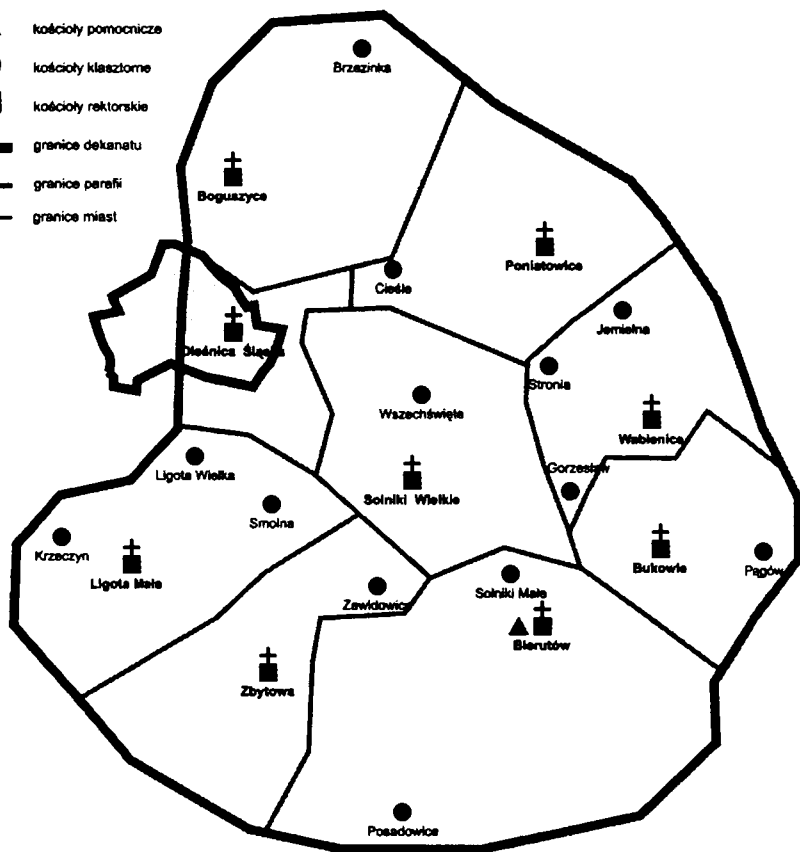 kościoły pomocnicze
kościoły klasztorne
kościoły rektorskie
granice dekanatu
granice parafii
granice miast
Brzezinka
Boguszyce
Poniatowice
Cieśle
Jemielna
Oleśnica Śląska
Stronia
Wszechświęte
Wabienice
Ligota Wielka
Gorzesław
Solniki Wielkie
Smolna
Krzeczyn
Ligota Mała
Bukowie
Pągów
Zawidowice
Solniki Małe
Bierutów
Zbytowa
Posadowice